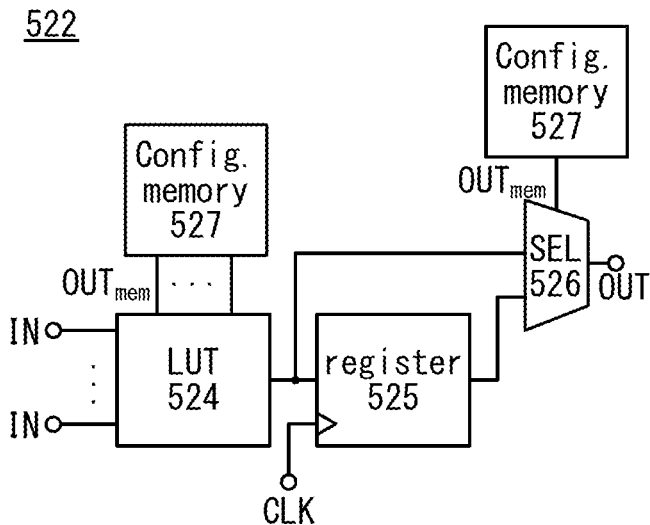 522
Config.
memory
527
Config.
memory
527
OUTmem
SEL
526
OUT
OUTmem
...
IN
LUT
524
register
525
IN
CLK